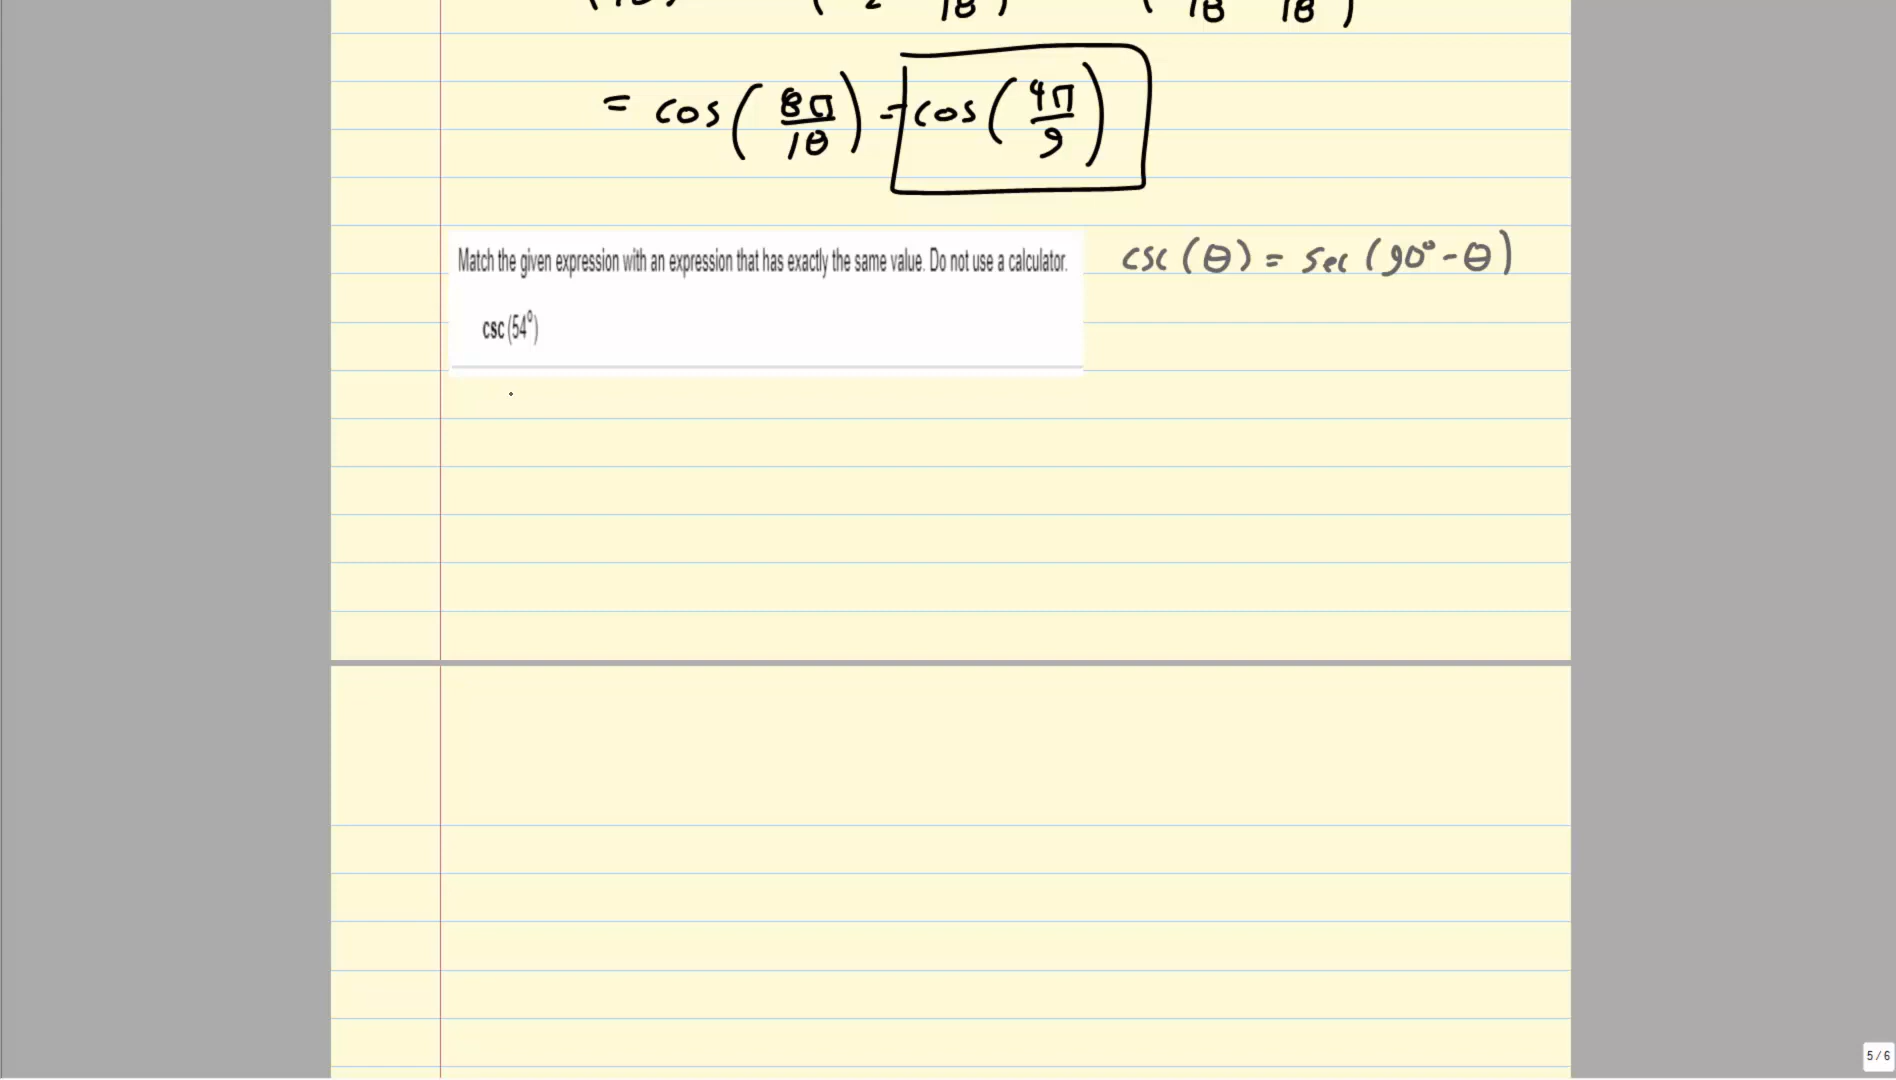 = cos(8π/18) = cos(4π/9)
Match the given expression with an expression that has exactly the same value. Do not use a calculator.
csc(θ) = sec(90°-θ)
csc (54°)
5 / 6